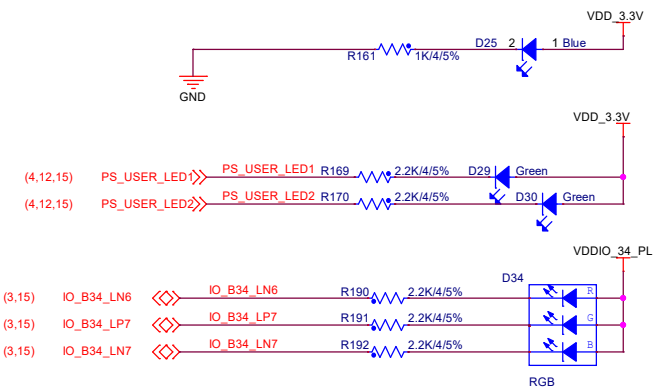 VDD_3.3V
D25 2 1 Blue
R161 1K/4/5%
GND
VDD_3.3V
(4,12,15) PS_USER_LED1 PS_USER_LED1 R169 2.2K/4/5% D29 Green
(4,12,15) PS_USER_LED2 PS_USER_LED2 R170 2.2K/4/5% D30 Green
VDDIO_34_PL
D34
(3,15) IO_B34_LN6 IO_B34_LN6 R190 2.2K/4/5% R
(3,15) IO_B34_LP7 IO_B34_LP7 R191 2.2K/4/5% G
(3,15) IO_B34_LN7 IO_B34_LN7 R192 2.2K/4/5% B
RGB